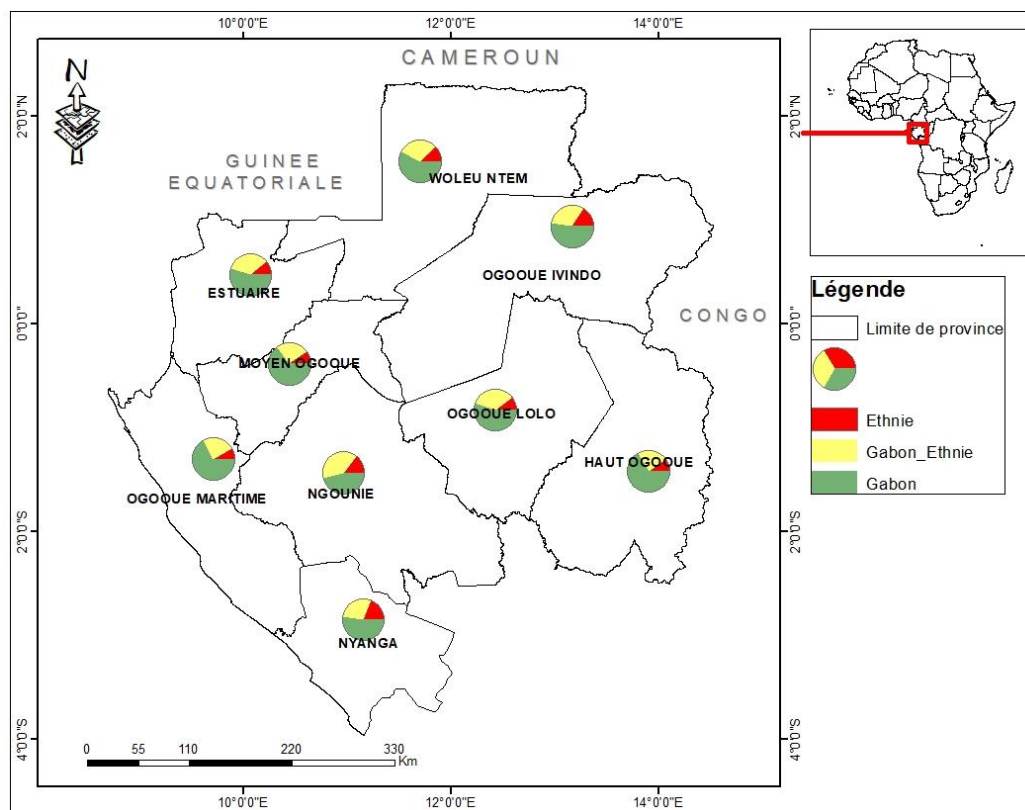 10°0'0"E 12°0'0"E 14°0'0"E
CAMEROUN
N
2°0'0"N 2°0'0"N
GUINEE
EQUATORIALE
WOLEU NTEM
OGOOUE IVINDO
ESTUAIRE
CONGO
0°0'0" 0°0'0"
MOYEN OGOOUE
OGOOUE LOLO
HAUT OGOOUE
OGOOUE MARITIME
NGOUNIE
2°0'0"S 2°0'0"S
NYANGA
4°0'0"S 4°0'0"S
0 55 110 220 330
Km
10°0'0"E 12°0'0"E 14°0'0"E
Légende
Limite de province
Ethnie
Gabon_Ethnie
Gabon